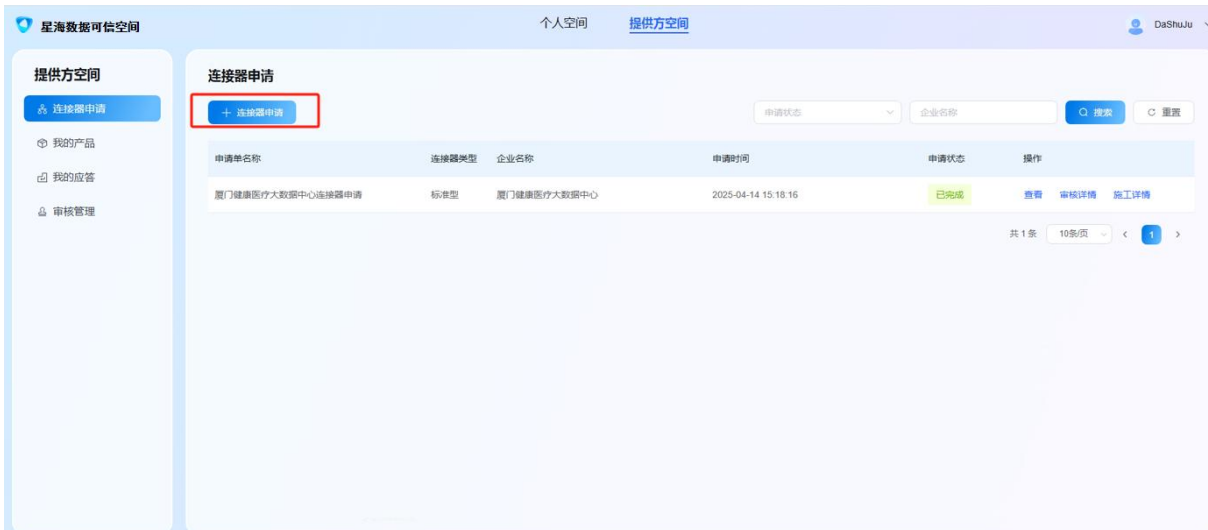 星海数据可信空间
个人空间 提供方空间
DaShuJu
提供方空间
连接器申请
我的产品
我的应答
审核管理
连接器申请
连接器申请
申请状态 企业名称 搜索 重置
申请单名称 连接器类型 企业名称 申请时间 申请状态 操作
厦门健康医疗大数据中心连接器申请 标准型 厦门健康医疗大数据中心 2025-04-14 15:18:16 已完成 查看 审核详情 施工详情
共 1 条 10条/页 1